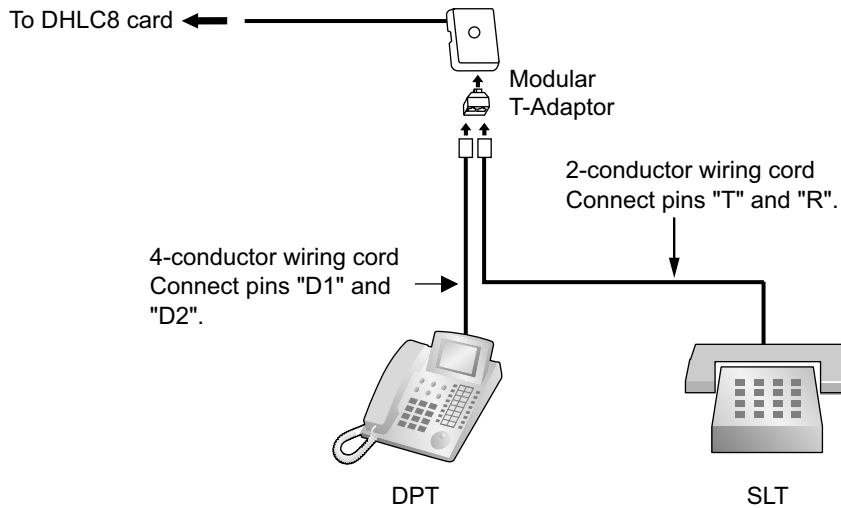 To DHLC8 card
Modular
T-Adaptor
2-conductor wiring cord
Connect pins "T" and "R".
4-conductor wiring cord
Connect pins "D1" and
"D2".
DPT
SLT